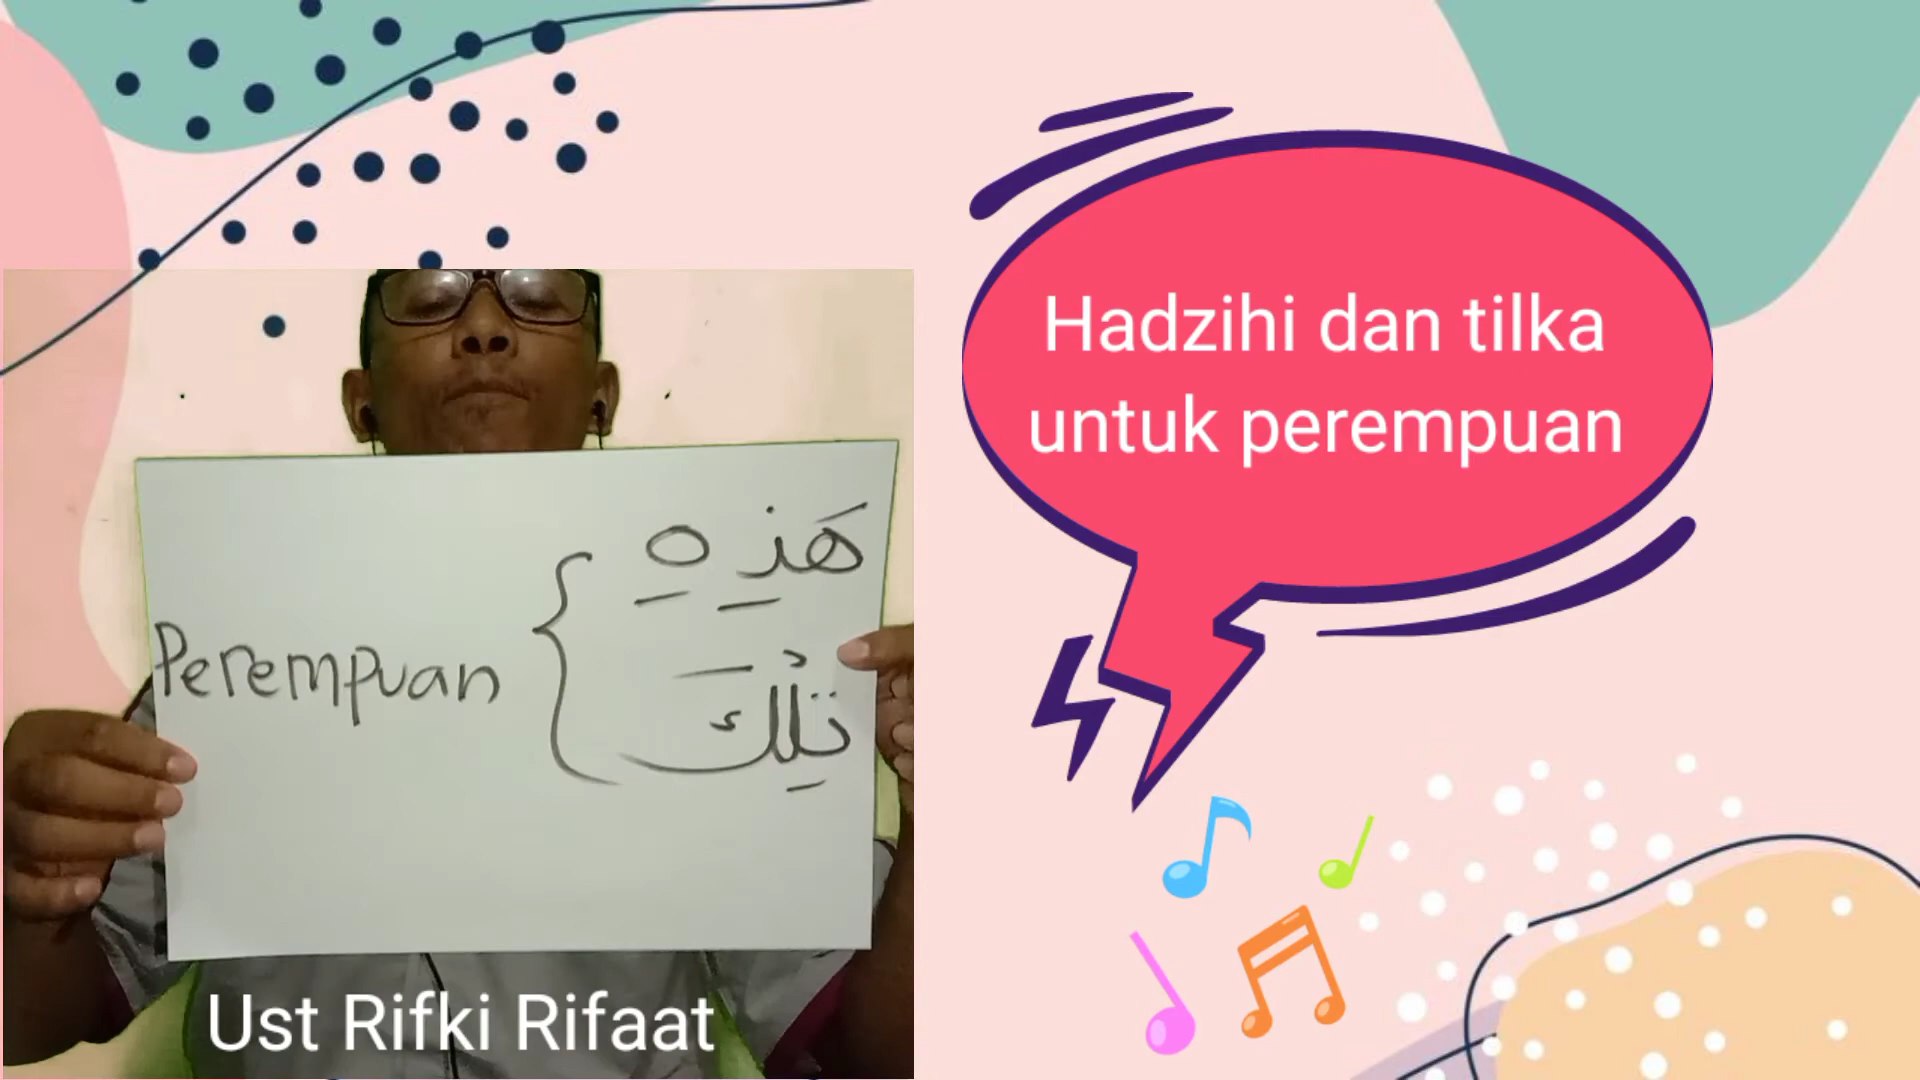 هَذِهِ
تِلْكَ
Perempuan
Ust Rifki Rifaat
Hadzihi dan tilka
untuk perempuan